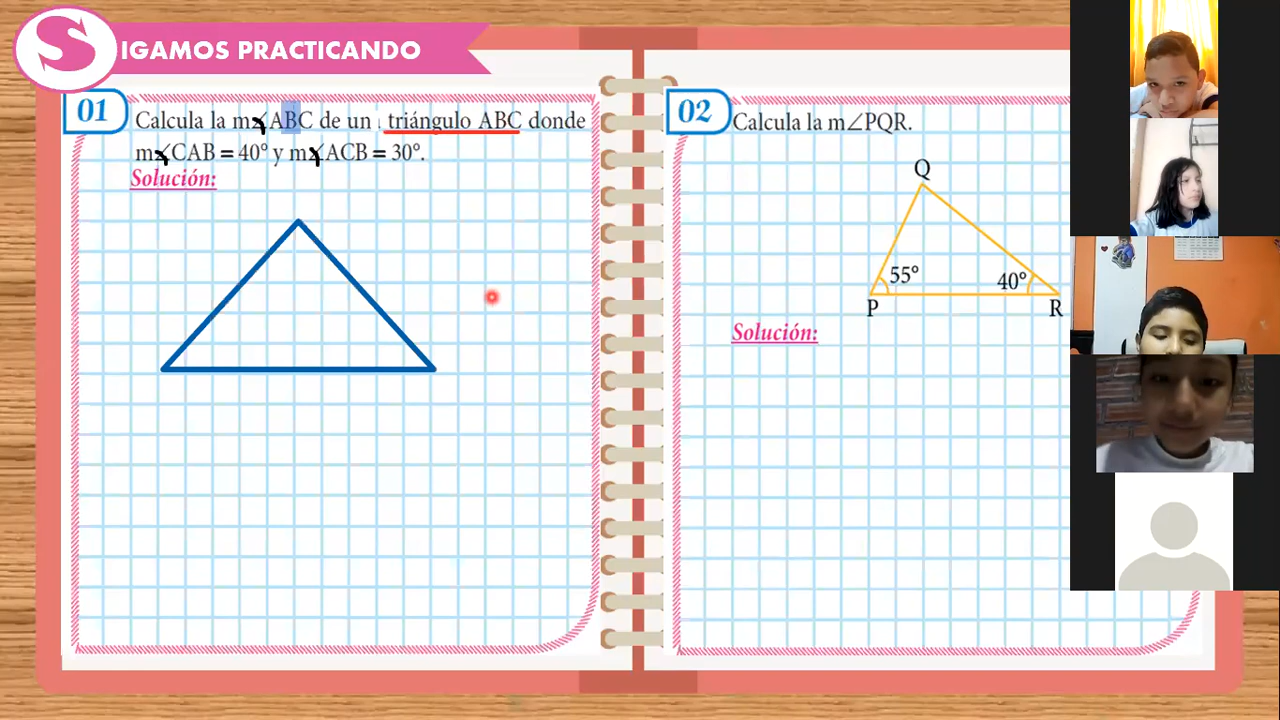 SIGAMOS PRACTICANDO
01
Calcula la m∡ABC de un triángulo ABC donde
m∡CAB = 40° y m∡ACB = 30°.
Solución:
02
Calcula la m∠PQR.
Q
55°
40°
P
R
Solución: